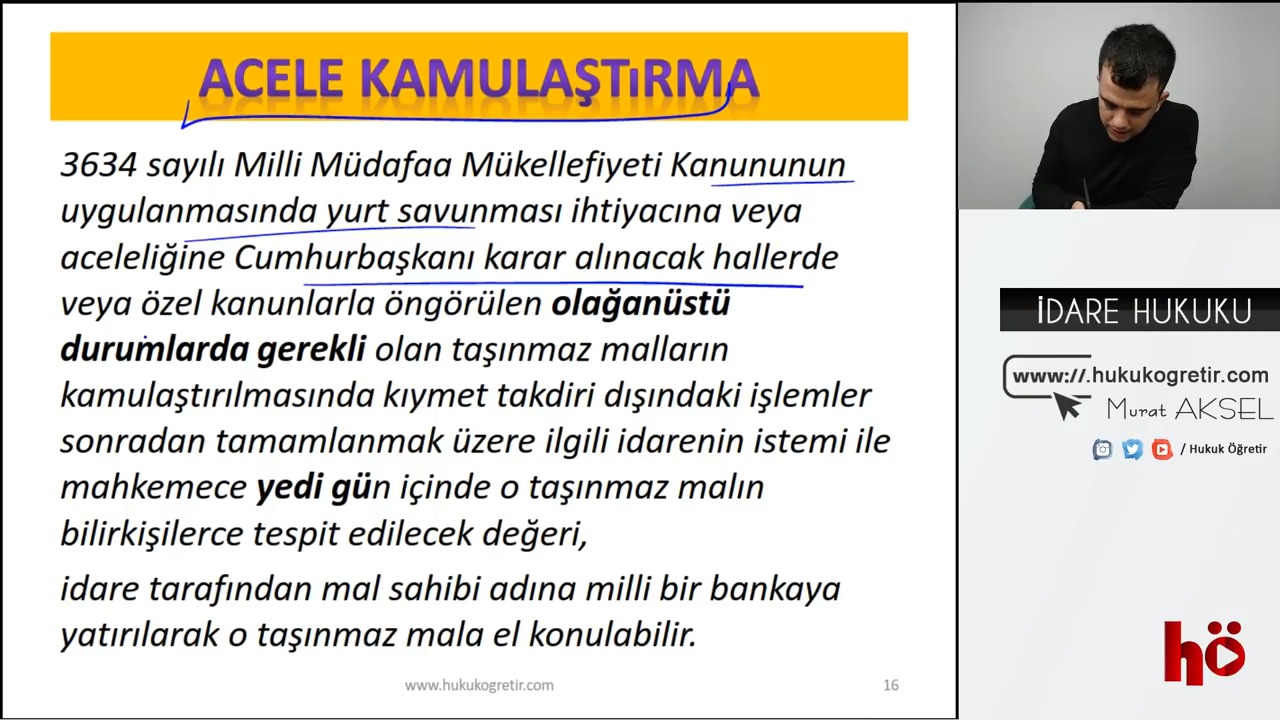 ACELE KAMULAŞTıRMA
3634 sayılı Milli Müdafaa Mükellefiyeti Kanununun
uygulanmasında yurt savunması ihtiyacına veya
aceleliğine Cumhurbaşkanı karar alınacak hallerde
veya özel kanunlarla öngörülen olağanüstü
durumlarda gerekli olan taşınmaz malların
kamulaştırılmasında kıymet takdiri dışındaki işlemler
sonradan tamamlanmak üzere ilgili idarenin istemi ile
mahkemece yedi gün içinde o taşınmaz malın
bilirkişilerce tespit edilecek değeri,
idare tarafından mal sahibi adına milli bir bankaya
yatırılarak o taşınmaz mala el konulabilir.
www.hukukogretir.com
16
İDARE HUKUKU
www://.hukukogretir.com
Murat AKSEL
/ Hukuk Öğretir
hö